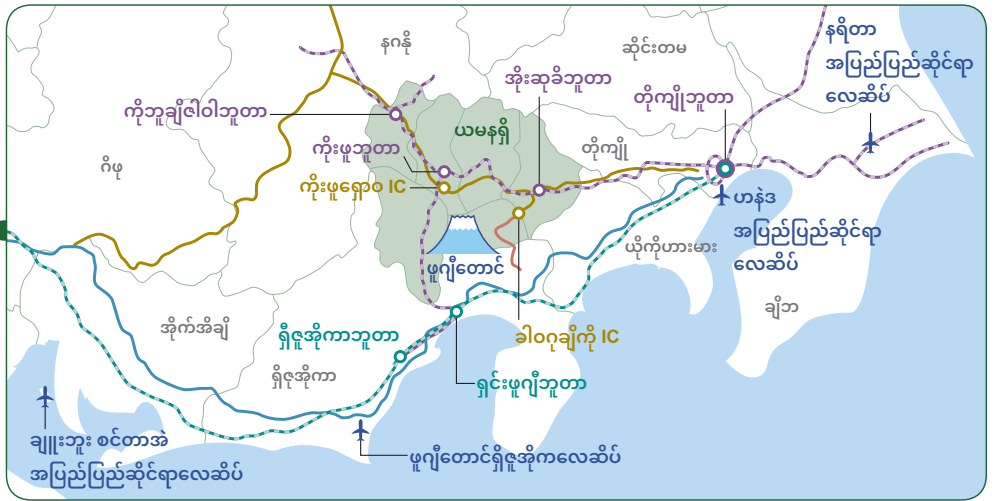 နရိတာ
အပြည်ပြည်ဆိုင်ရာ
လေဆိပ်
နဂနို
ဆိုင်းတမ
အိုးဆုခိဘူတာ
တိုကျိုဘူတာ
ကိုဘူချိဇါဝါဘူတာ
ယမနရှိ
ကိုးဖူဘူတာ
တိုကျို
ဂိဖု
ကိုးဖူရှောဝ IC
ဟာနဲဒ
အပြည်ပြည်ဆိုင်ရာ
လေဆိပ်
ယိုကိုဟားမား
ဖူဂျီတောင်
ချိဘ
အိုက်အိချိ
ရှီဇူအိုကာဘူတာ
ခါဝဂုချိကို IC
ရှိဇုအိုကာ
ရှင်းဖူဂျီဘူတာ
ချူးဘူး စင်တာအဲ
အပြည်ပြည်ဆိုင်ရာလေဆိပ်
ဖူဂျီတောင်ရှီဇူအိုကလေဆိပ်